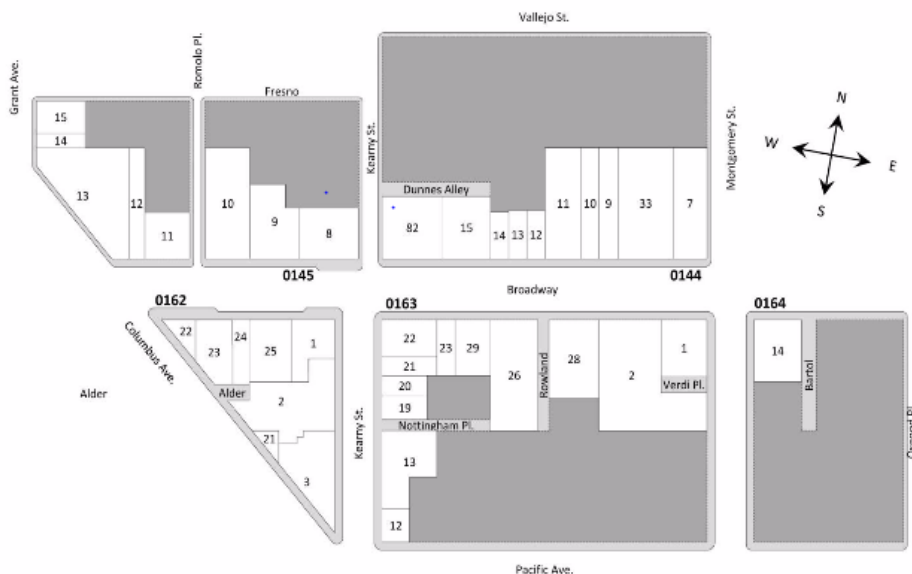 Vallejo St.
Grant Ave.
Romolo Pl.
Fresno
Kearny St.
Montgomery St.
N
W
E
S
15
14
13
12
11
10
9
8
Dunnes Alley
82
15
14
13
12
11
10
9
33
7
0145
0144
Broadway
0162
0163
0164
Columbus Ave.
22
23
24
25
1
Alder
Alder
2
21
3
Kearny St.
22
23
29
21
20
19
Nottingham Pl.
26
Rowland
28
2
1
Verdi Pl.
13
12
14
Bartol
Pacific Ave.